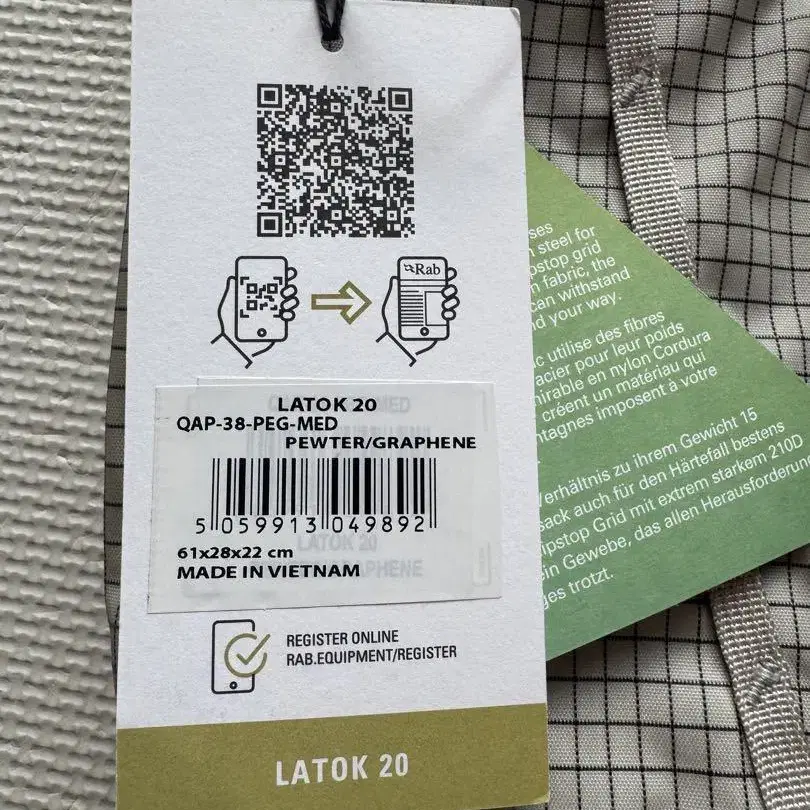 Rab
LATOK 20
QAP-38-PEG-MED
PEWTER/GRAPHENE
5 059913 049892
61x28x22 cm
MADE IN VIETNAM
LATOK 20
REGISTER ONLINE
RAB.EQUIPMENT/REGISTER
LATOK 20
steel for
grid
fabric, the
can withstand
your way.
utilise des fibres
acier pour leur poids
en nylon Cordura
créent un matériau qui
imposent à votre
zu ihrem Gewicht 15
auch für den Härtefall bestens
Grid mit extrem starkem 210D
Gewebe, das allen
trotzt.